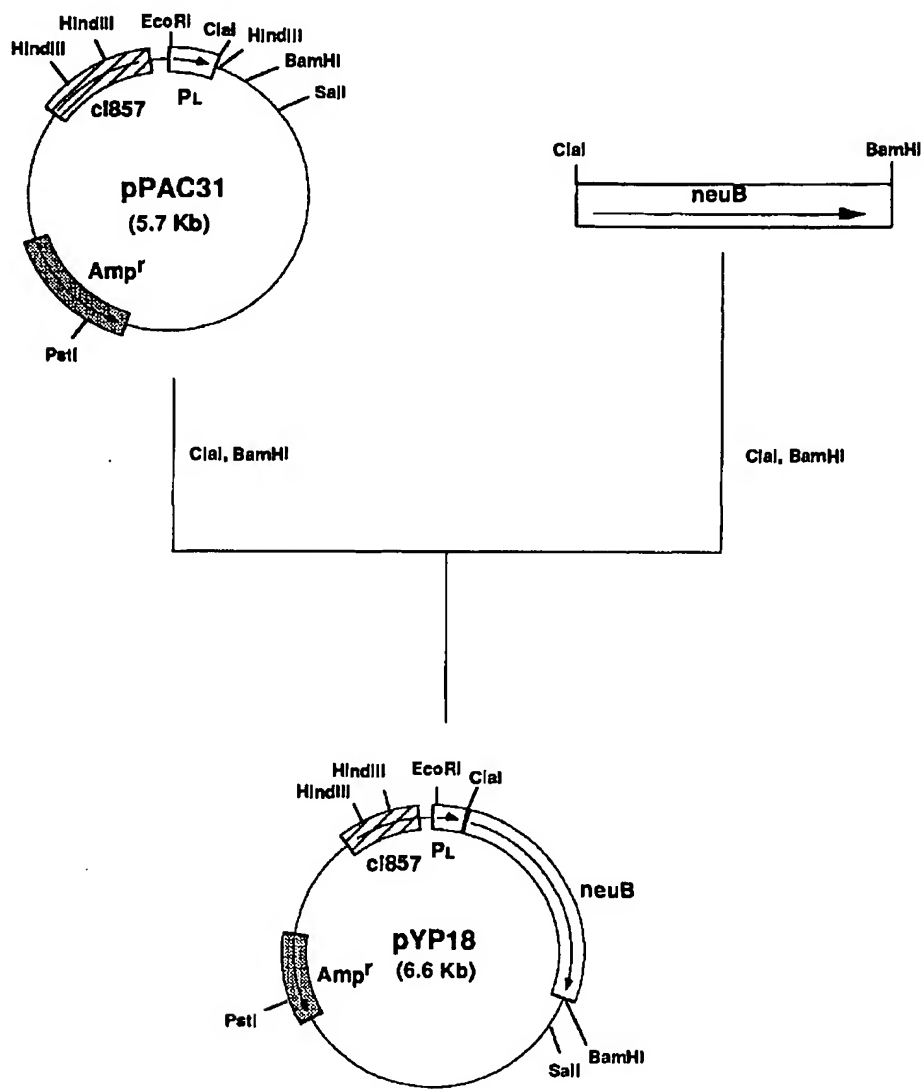 HindIII
HindIII
EcoRI
ClaI
HindIII
BamHI
SalI
PL
cI857
pPAC31
(5.7 Kb)
Ampr
PstI
ClaI
BamHI
neuB
ClaI, BamHI
ClaI, BamHI
HindIII
HindIII
EcoRI
ClaI
PL
cI857
neuB
pYP18
(6.6 Kb)
Ampr
PstI
SalI
BamHI